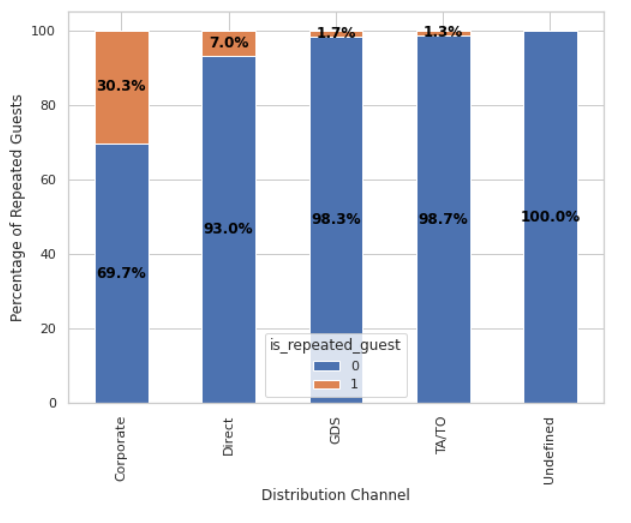 100
80
60
40
20
0
Percentage of Repeated Guests
30.3%
7.0%
1.7%
1.3%
69.7%
93.0%
98.3%
98.7%
100.0%
is_repeated_guest
0
1
Corporate
Direct
GDS
TA/TO
Undefined
Distribution Channel